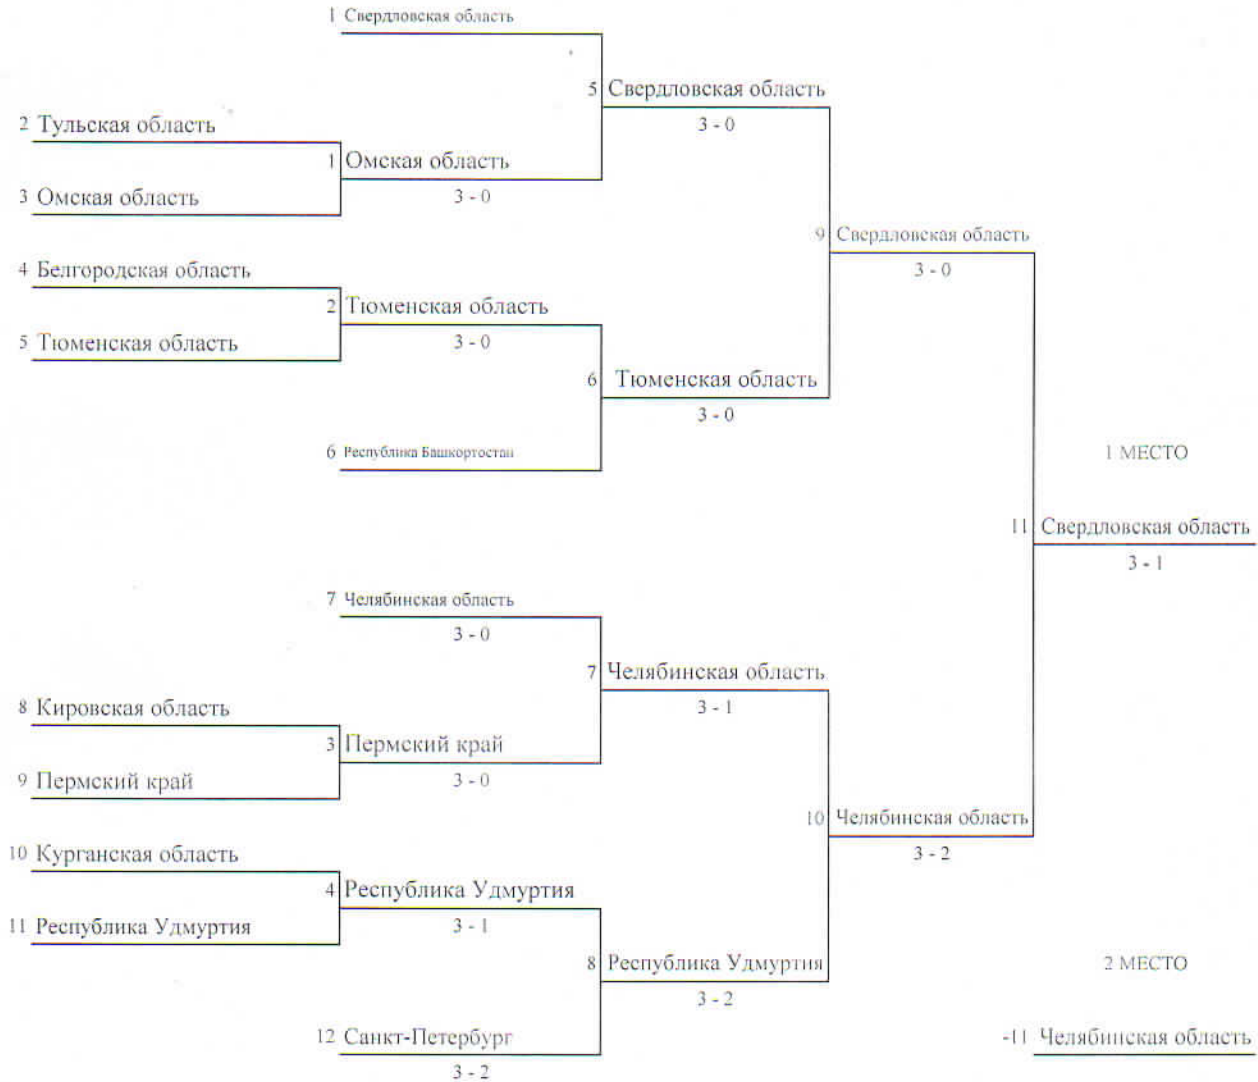 1 Свердловская область
5 Свердловская область
3 - 0
2 Тульская область
1 Омская область
3 - 0
3 Омская область
9 Свердловская область
3 - 0
4 Белгородская область
2 Тюменская область
3 - 0
5 Тюменская область
6 Тюменская область
3 - 0
6 Республика Башкортостан
1 МЕСТО
11 Свердловская область
3 - 1
7 Челябинская область
3 - 0
7 Челябинская область
3 - 1
8 Кировская область
3 Пермский край
3 - 0
9 Пермский край
10 Челябинская область
3 - 2
10 Курганская область
4 Республика Удмуртия
3 - 1
11 Республика Удмуртия
8 Республика Удмуртия
3 - 2
2 МЕСТО
12 Санкт-Петербург
3 - 2
-11 Челябинская область